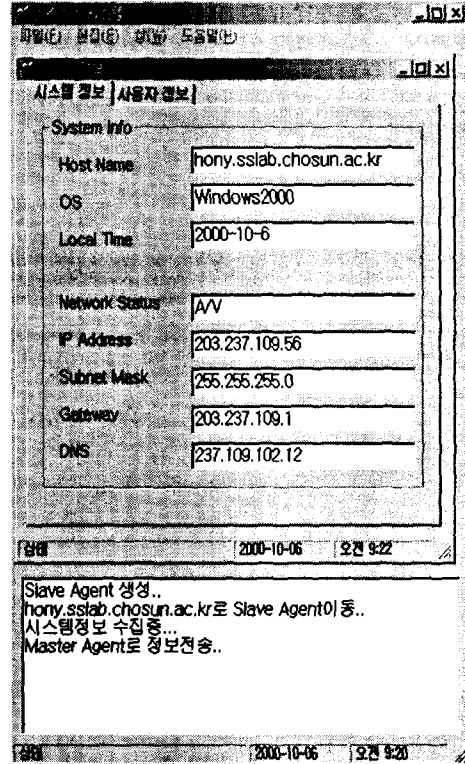 파일(F) 편집(E) 보기(V) 도움말(H)
시스템 정보 사용자 정보
System Info
Host Name hony.sslab.chosun.ac.kr
OS Windows2000
Local Time 2000-10-6
Network Status A/V
IP Address 203.237.109.56
Subnet Mask 255.255.255.0
Gateway 203.237.109.1
DNS 237.109.102.12
상태 2000-10-06 오전 9:22
Slave Agent 생성..
hony.sslab.chosun.ac.kr로 Slave Agent이동..
시스템정보 수집중...
Master Agent로 정보전송..
상태 2000-10-06 오전 9:20